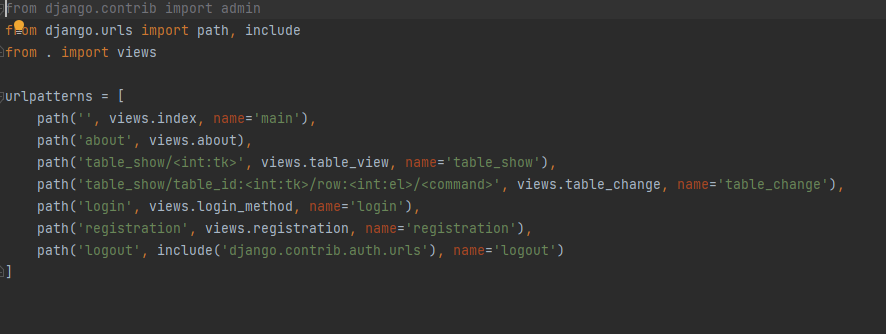 from django.contrib import admin
from django.urls import path, include
from . import views
urlpatterns = [
path('', views.index, name='main'),
path('about', views.about),
path('table_show/<int:tk>', views.table_view, name='table_show'),
path('table_show/table_id:<int:tk>/row:<int:el>/<command>', views.table_change, name='table_change'),
path('login', views.login_method, name='login'),
path('registration', views.registration, name='registration'),
path('logout', include('django.contrib.auth.urls'), name='logout')
]